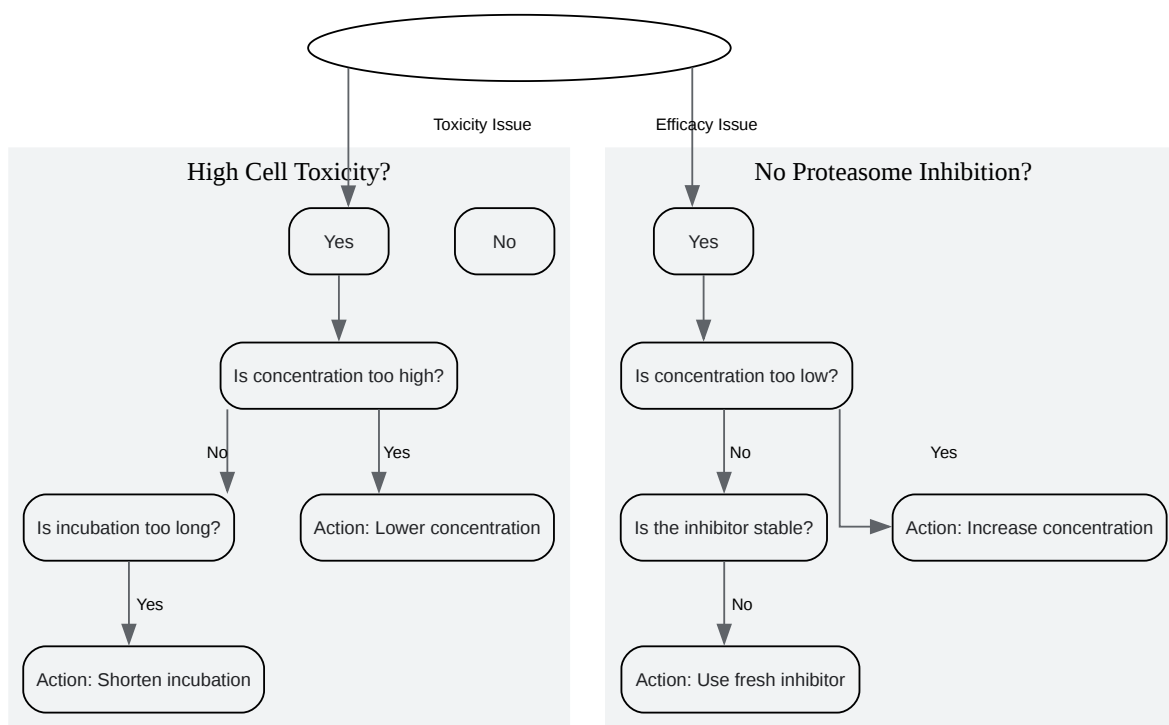 Toxicity Issue
Efficacy Issue
High Cell Toxicity?
No Proteasome Inhibition?
Yes
No
Yes
Is concentration too high?
Is concentration too low?
No
Yes
No
Yes
Is incubation too long?
Action: Lower concentration
Is the inhibitor stable?
Action: Increase concentration
Yes
No
Action: Shorten incubation
Action: Use fresh inhibitor